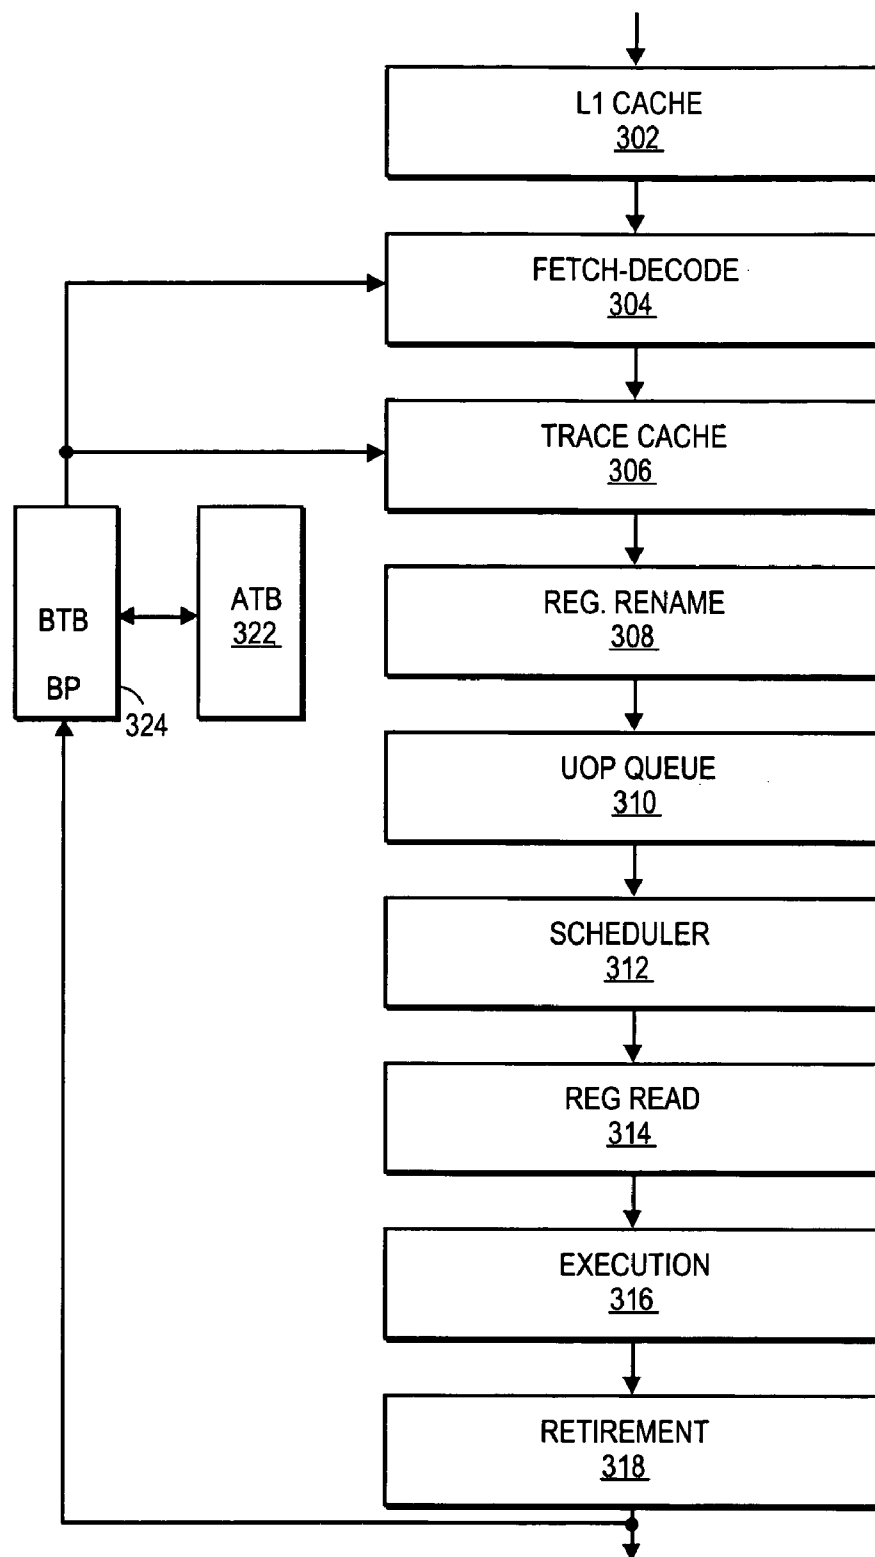 L1 CACHE
302
FETCH-DECODE
304
TRACE CACHE
306
BTB
BP
324
ATB
322
REG. RENAME
308
UOP QUEUE
310
SCHEDULER
312
REG READ
314
EXECUTION
316
RETIREMENT
318